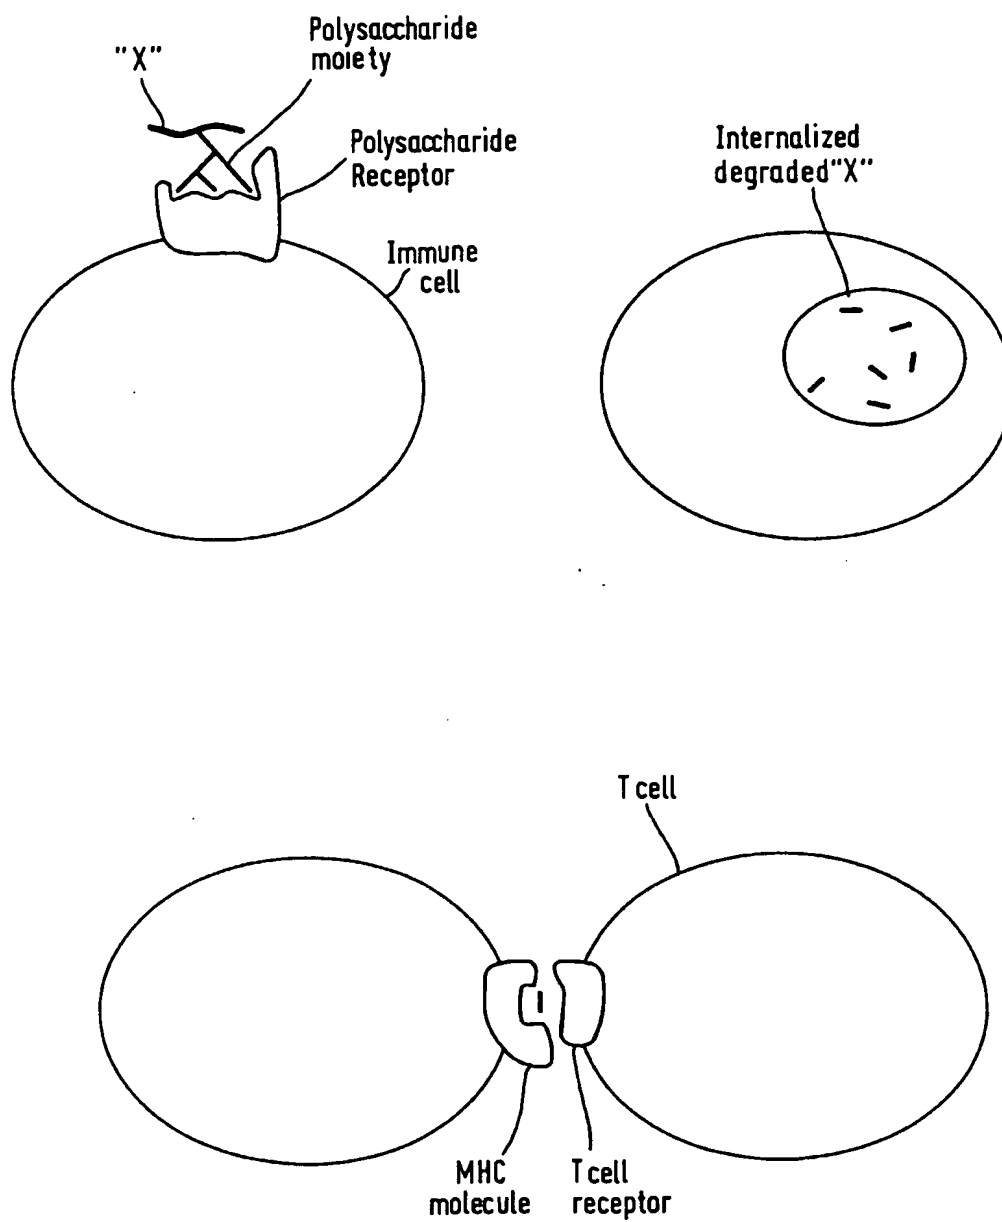 "X"
Polysaccharide
moiety
Polysaccharide
Receptor
Immune
cell
Internalized
degraded "X"
T cell
MHC
molecule
T cell
receptor